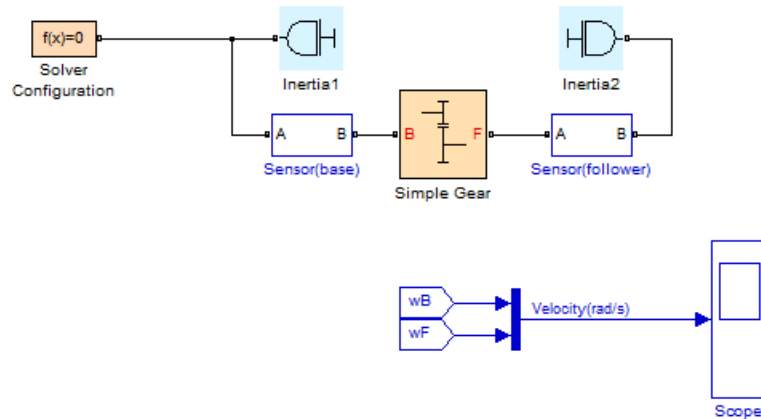 f(x)=0
Solver
Configuration
Inertia1
Inertia2
A B
Sensor(base)
B F
Simple Gear
A B
Sensor(follower)
wB
wF
Velocity(rad/s)
Scope